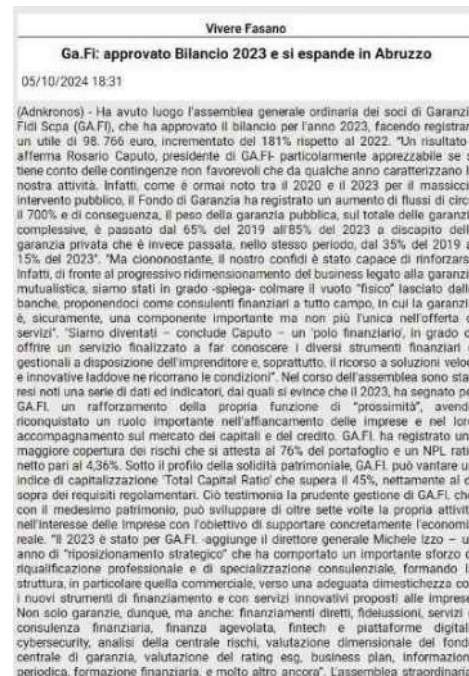 Vivere Fasano
Ga.Fi: approvato Bilancio 2023 e si espande in Abruzzo
05/10/2024 18:31
(Adnkronos) - Ha avuto luogo l'assemblea generale ordinaria dei soci di Garanzi
Fidi Scpa (GA.FI), che ha approvato il bilancio per l'anno 2023, facendo registrar
un utile di 98. 766 euro, incrementato del 181% rispetto al 2022. "Un risultato
afferma Rosario Caputo, presidente di GA.FI- particolarmente apprezzabile se s
tiene conto delle contingenze non favorevoli che da qualche anno caratterizzano l
nostra attività. Infatti, come è ormai noto tra il 2020 e il 2023 per il massicci
intervento pubblico, il Fondo di Garanzia ha registrato un aumento di flussi di circ
il 700% e di conseguenza, il peso della garanzia pubblica, sul totale delle garanzi
complessive, è passato dal 65% del 2019 all'85% del 2023 a discapito dell
garanzia privata che è invece passata, nello stesso periodo, dal 35% del 2019 a
15% del 2023". "Ma ciononostante, il nostro confidi è stato capace di rinforzars
Infatti, di fronte al progressivo ridimensionamento del business legato alla garanzi
mutualistica, siamo stati in grado -spiega- colmare il vuoto "fisico" lasciato dall
banche, proponendoci come consulenti finanziari a tutto campo, in cui la garanzi
è, sicuramente, una componente importante ma non più l'unica nell'offerta d
servizi". "Siamo diventati – conclude Caputo – un 'polo finanziario', in grado d
offrire un servizio finalizzato a far conoscere i diversi strumenti finanziari e
gestionali a disposizione dell'imprenditore e, soprattutto, il ricorso a soluzioni veloc
e innovative laddove ne ricorrano le condizioni". Nel corso dell'assemblea sono stat
resi noti una serie di dati ed indicatori, dai quali si evince che il 2023, ha segnato pe
GA.FI. un rafforzamento della propria funzione di "prossimità", avend
riconquistato un ruolo importante nell'affiancamento delle imprese e nel lor
accompagnamento sul mercato dei capitali e del credito. GA.FI. ha registrato un
maggiore copertura dei rischi che si attesta al 76% del portafoglio e un NPL rati
netto pari al 4,36%. Sotto il profilo della solidità patrimoniale, GA.FI. può vantare u
indice di capitalizzazione 'Total Capital Ratio' che supera il 45%, nettamente al d
sopra dei requisiti regolamentari. Ciò testimonia la prudente gestione di GA.FI. che
con il medesimo patrimonio, può sviluppare di oltre sette volte la propria attivit
nell'interesse delle Imprese con l'obiettivo di supportare concretamente l'economi
reale. "Il 2023 è stato per GA.FI. -aggiunge il direttore generale Michele Izzo – u
anno di "riposizionamento strategico" che ha comportato un importante sforzo d
riqualificazione professionale e di specializzazione consulenziale, formando l
struttura, in particolare quella commerciale, verso una adeguata dimestichezza co
i nuovi strumenti di finanziamento e con servizi innovativi proposti alle imprese
Non solo garanzie, dunque, ma anche: finanziamenti diretti, fideiussioni, servizi d
consulenza finanziaria, finanza agevolata, fintech e piattaforme digital
cybersecurity, analisi della centrale rischi, valutazione dimensionale del fond
centrale di garanzia, valutazione del rating esg, business plan, informazion
periodica, formazione finanziaria, e molto altro ancora". L'assemblea straordinari